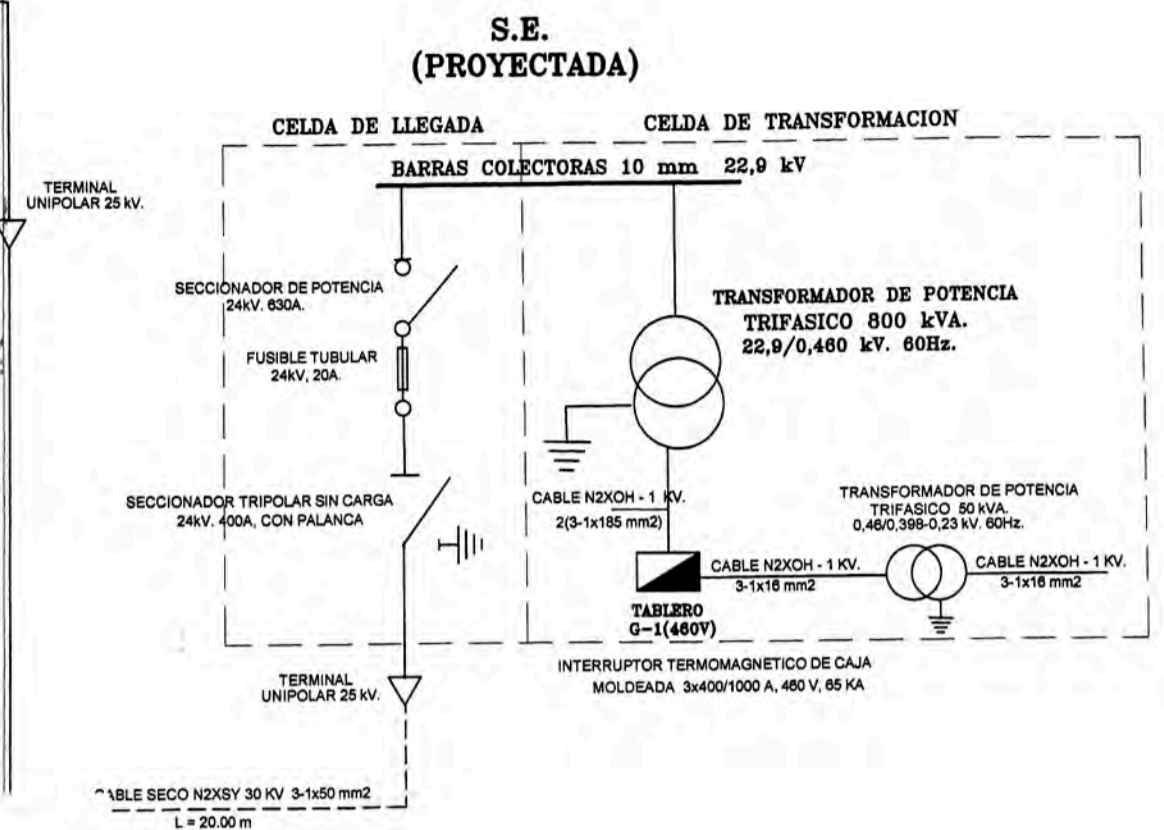 S.E.
(PROYECTADA)
CELDA DE LLEGADA
CELDA DE TRANSFORMACION
BARRAS COLECTORAS 10 mm 22,9 kV
TERMINAL
UNIPOLAR 25 kV.
SECCIONADOR DE POTENCIA
24kV. 630A.
FUSIBLE TUBULAR
24kV, 20A.
SECCIONADOR TRIPOLAR SIN CARGA
24kV. 400A, CON PALANCA
TRANSFORMADOR DE POTENCIA
TRIFASICO 800 kVA.
22,9/0,460 kV. 60Hz.
CABLE N2XOH - 1 KV.
2(3-1x185 mm2)
TRANSFORMADOR DE POTENCIA
TRIFASICO 50 kVA.
0,46/0,398-0,23 kV. 60Hz.
CABLE N2XOH - 1 KV.
3-1x16 mm2
CABLE N2XOH - 1 KV.
3-1x16 mm2
TABLERO
G-1(460V)
INTERRUPTOR TERMOMAGNETICO DE CAJA
MOLDEADA 3x400/1000 A, 460 V, 65 KA
TERMINAL
UNIPOLAR 25 kV.
CABLE SECO N2XSY 30 KV 3-1x50 mm2
L = 20.00 m